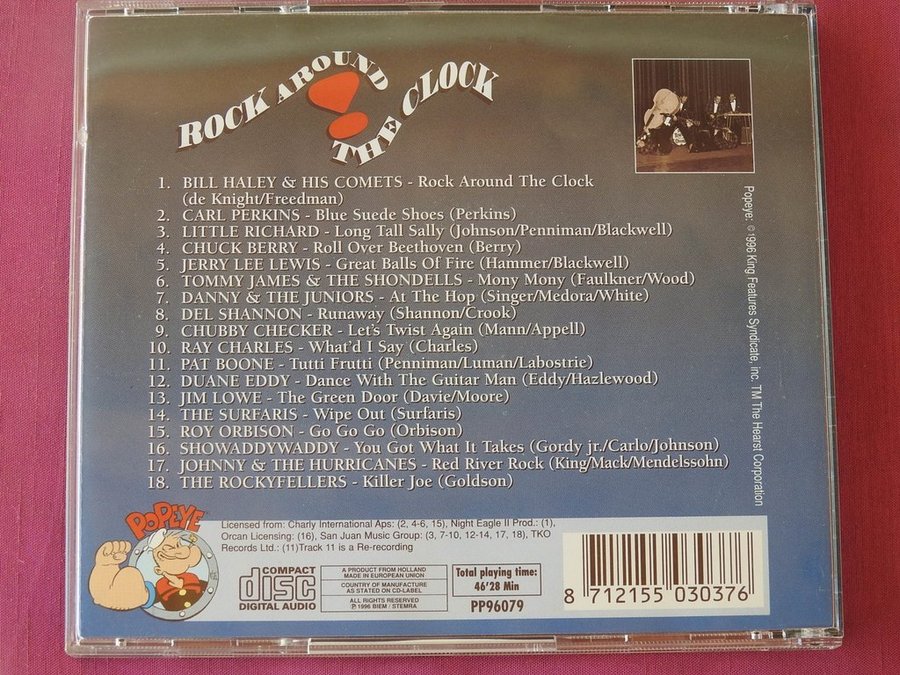 ROCK AROUND
THE CLOCK
1. BILL HALEY & HIS COMETS - Rock Around The Clock
(de Knight/Freedman)
2. CARL PERKINS - Blue Suede Shoes (Perkins)
3. LITTLE RICHARD - Long Tall Sally (Johnson/Penniman/Blackwell)
4. CHUCK BERRY - Roll Over Beethoven (Berry)
5. JERRY LEE LEWIS - Great Balls Of Fire (Hammer/Blackwell)
6. TOMMY JAMES & THE SHONDELLS - Mony Mony (Faulkner/Wood)
7. DANNY & THE JUNIORS - At The Hop (Singer/Medora/White)
8. DEL SHANNON - Runaway (Shannon/Crook)
9. CHUBBY CHECKER - Let's Twist Again (Mann/Appell)
10. RAY CHARLES - What'd I Say (Charles)
11. PAT BOONE - Tutti Frutti (Penniman/Luman/Labostrie)
12. DUANE EDDY - Dance With The Guitar Man (Eddy/Hazlewood)
13. JIM LOWE - The Green Door (Davie/Moore)
14. THE SURFARIS - Wipe Out (Surfaris)
15. ROY ORBISON - Go Go Go (Orbison)
16. SHOWADDYWADDY - You Got What It Takes (Gordy jr./Carlo/Johnson)
17. JOHNNY & THE HURRICANES - Red River Rock (King/Mack/Mendelssohn)
18. THE ROCKYFELLERS - Killer Joe (Goldson)
Popeye: ©1996 King Features Syndicate, inc. TM The Hearst Corporation
POPEYE
Licensed from: Charly International Aps: (2, 4-6, 15), Night Eagle II Prod.: (1),
Orcan Licensing: (16), San Juan Music Group: (3, 7-10, 12-14, 17, 18), TKO
Records Ltd.: (11)Track 11 is a Re-recording
COMPACT
disc
DIGITAL AUDIO
A PRODUCT FROM HOLLAND
MADE IN EUROPEAN UNION
COUNTRY OF MANUFACTURE
AS STATED ON CD-LABEL
ALL RIGHTS RESERVED
℗ 1996 BIEM / STEMRA
Total playing time:
46'28 Min
PP96079
8 712155 030376